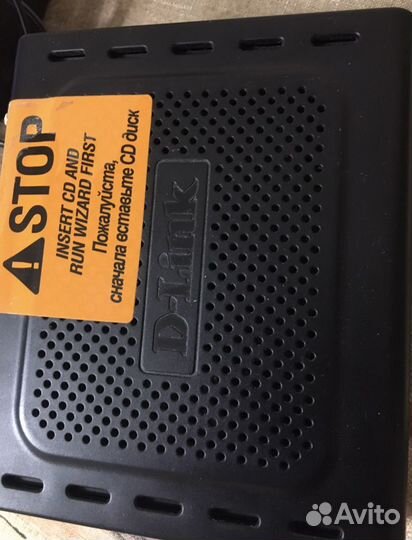 STOP
INSERT CD AND
RUN WIZARD FIRST
Пожалуйста,
сначала вставьте CD диск
D-Link
Avito